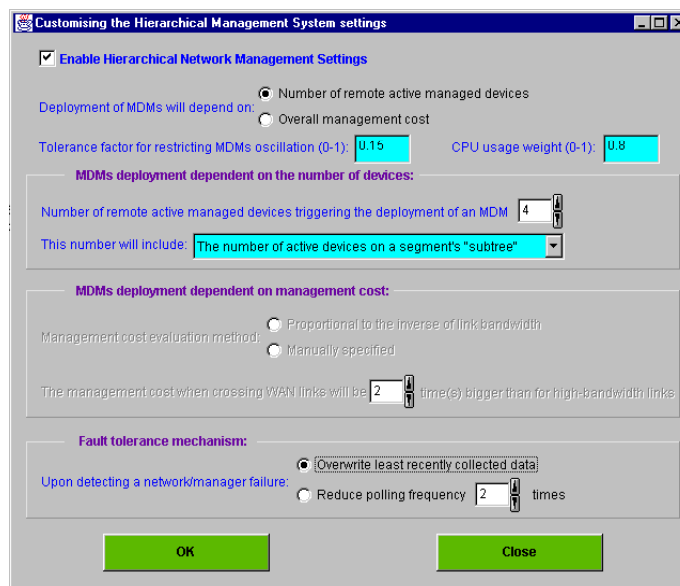 Customising the Hierarchical Management System settings
Enable Hierarchical Network Management Settings
Deployment of MDMs will depend on:
Number of remote active managed devices
Overall management cost
Tolerance factor for restricting MDMs oscillation (0-1): 0.15 CPU usage weight (0-1): 0.8
MDMs deployment dependent on the number of devices:
Number of remote active managed devices triggering the deployment of an MDM 4
This number will include: The number of active devices on a segment's "subtree"
MDMs deployment dependent on management cost:
Management cost evaluation method:
Proportional to the inverse of link bandwidth
Manually specified
The management cost when crossing WAN links will be 2 time(s) bigger than for high-bandwidth links
Fault tolerance mechanism:
Upon detecting a network/manager failure:
Overwrite least recently collected data
Reduce polling frequency 2 times
OK Close